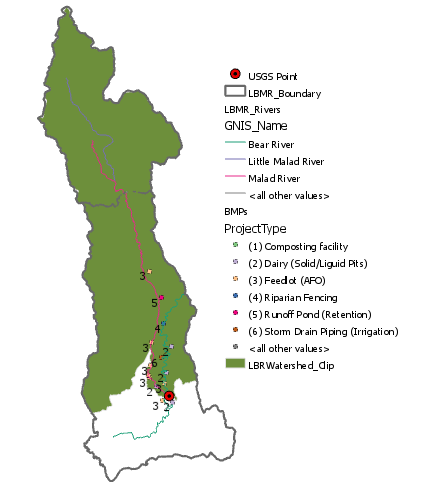 USGS Point
LBMR_Boundary
LBMR_Rivers
GNIS_Name
Bear River
Little Malad River
Malad River
<all other values>
BMPs
ProjectType
(1) Composting facility
(2) Dairy (Solid/Liguid Pits)
(3) Feedlot (AFO)
(4) Riparian Fencing
(5) Runoff Pond (Retention)
(6) Storm Drain Piping (Irrigation)
<all other values>
LBRWatershed_Clip
3
5
4
3
2
6
3
2
3
3
2
3
2